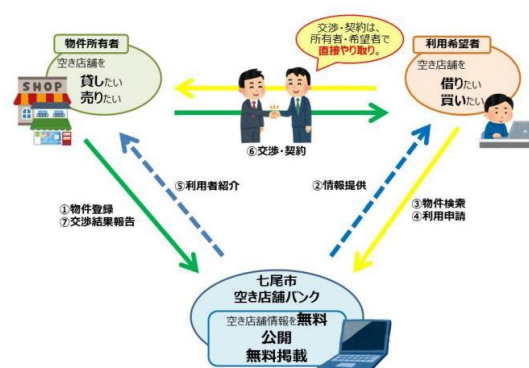 交渉・契約は、
所有者・希望者で
直接やり取り。
物件所有者
空き店舗を
貸したい
売りたい
SHOP
利用希望者
空き店舗を
借りたい
買いたい
⑥交渉・契約
⑤利用者紹介
②情報提供
①物件登録
⑦交渉結果報告
③物件検索
④利用申請
七尾市
空き店舗バンク
空き店舗情報を無料
公開
無料掲載